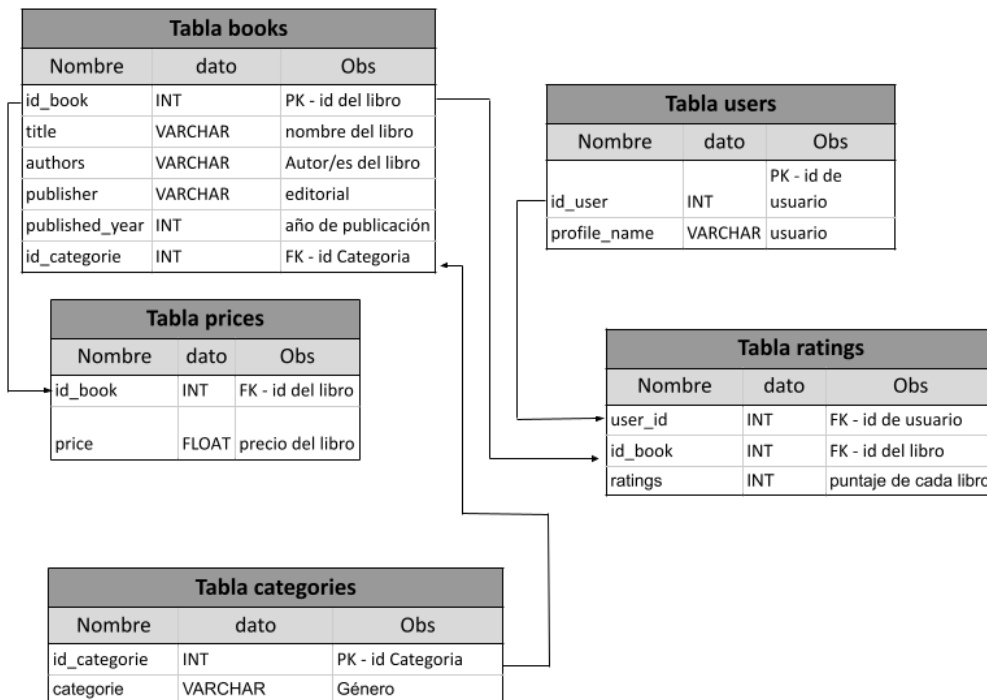 Tabla books
Nombre dato Obs
id_book INT PK - id del libro
title VARCHAR nombre del libro
authors VARCHAR Autor/es del libro
publisher VARCHAR editorial
published_year INT año de publicación
id_categorie INT FK - id Categoria
Tabla users
Nombre dato Obs
PK - id de
id_user INT usuario
profile_name VARCHAR usuario
Tabla prices
Nombre dato Obs
id_book INT FK - id del libro
price FLOAT precio del libro
Tabla ratings
Nombre dato Obs
user_id INT FK - id de usuario
id_book INT FK - id del libro
ratings INT puntaje de cada libro
Tabla categories
Nombre dato Obs
id_categorie INT PK - id Categoria
categorie VARCHAR Género